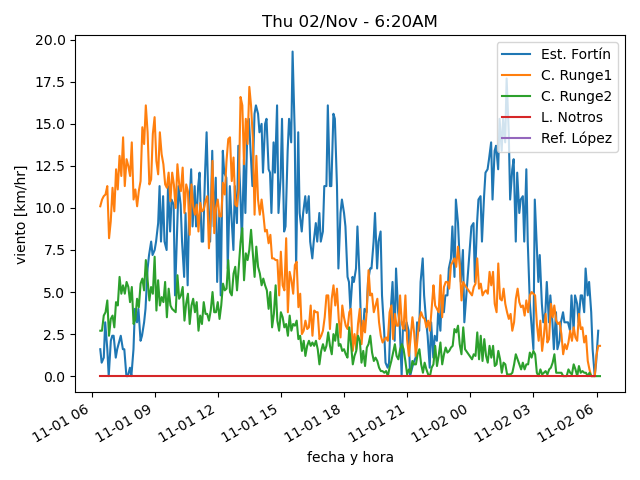 Thu 02/Nov - 6:20AM
Est. Fortín
C. Runge1
C. Runge2
L. Notros
Ref. López
viento [km/hr]
20.0
17.5
15.0
12.5
10.0
7.5
5.0
2.5
0.0
11-01 06
11-01 09
11-01 12
11-01 15
11-01 18
11-01 21
11-02 00
11-02 03
11-02 06
fecha y hora